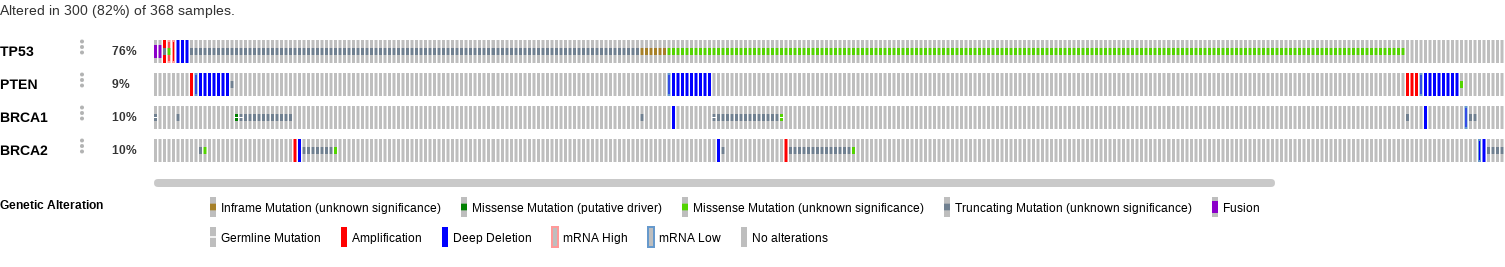 Altered in 300 (82%) of 368 samples.
TP53 76%
PTEN 9%
BRCA1 10%
BRCA2 10%
Genetic Alteration Inframe Mutation (unknown significance) Missense Mutation (putative driver) Missense Mutation (unknown significance) Truncating Mutation (unknown significance) Fusion
Germline Mutation Amplification Deep Deletion mRNA High mRNA Low No alterations